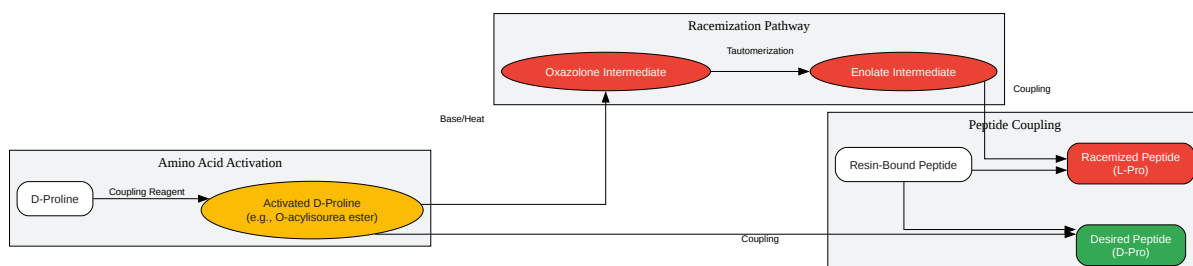 Racemization Pathway
Tautomerization
Oxazolone Intermediate
Enolate Intermediate
Coupling
Base/Heat
Peptide Coupling
Amino Acid Activation
Resin-Bound Peptide
Racemized Peptide
(L-Pro)
D-Proline
Coupling Reagent
Activated D-Proline
(e.g., O-acylisourea ester)
Coupling
Desired Peptide
(D-Pro)